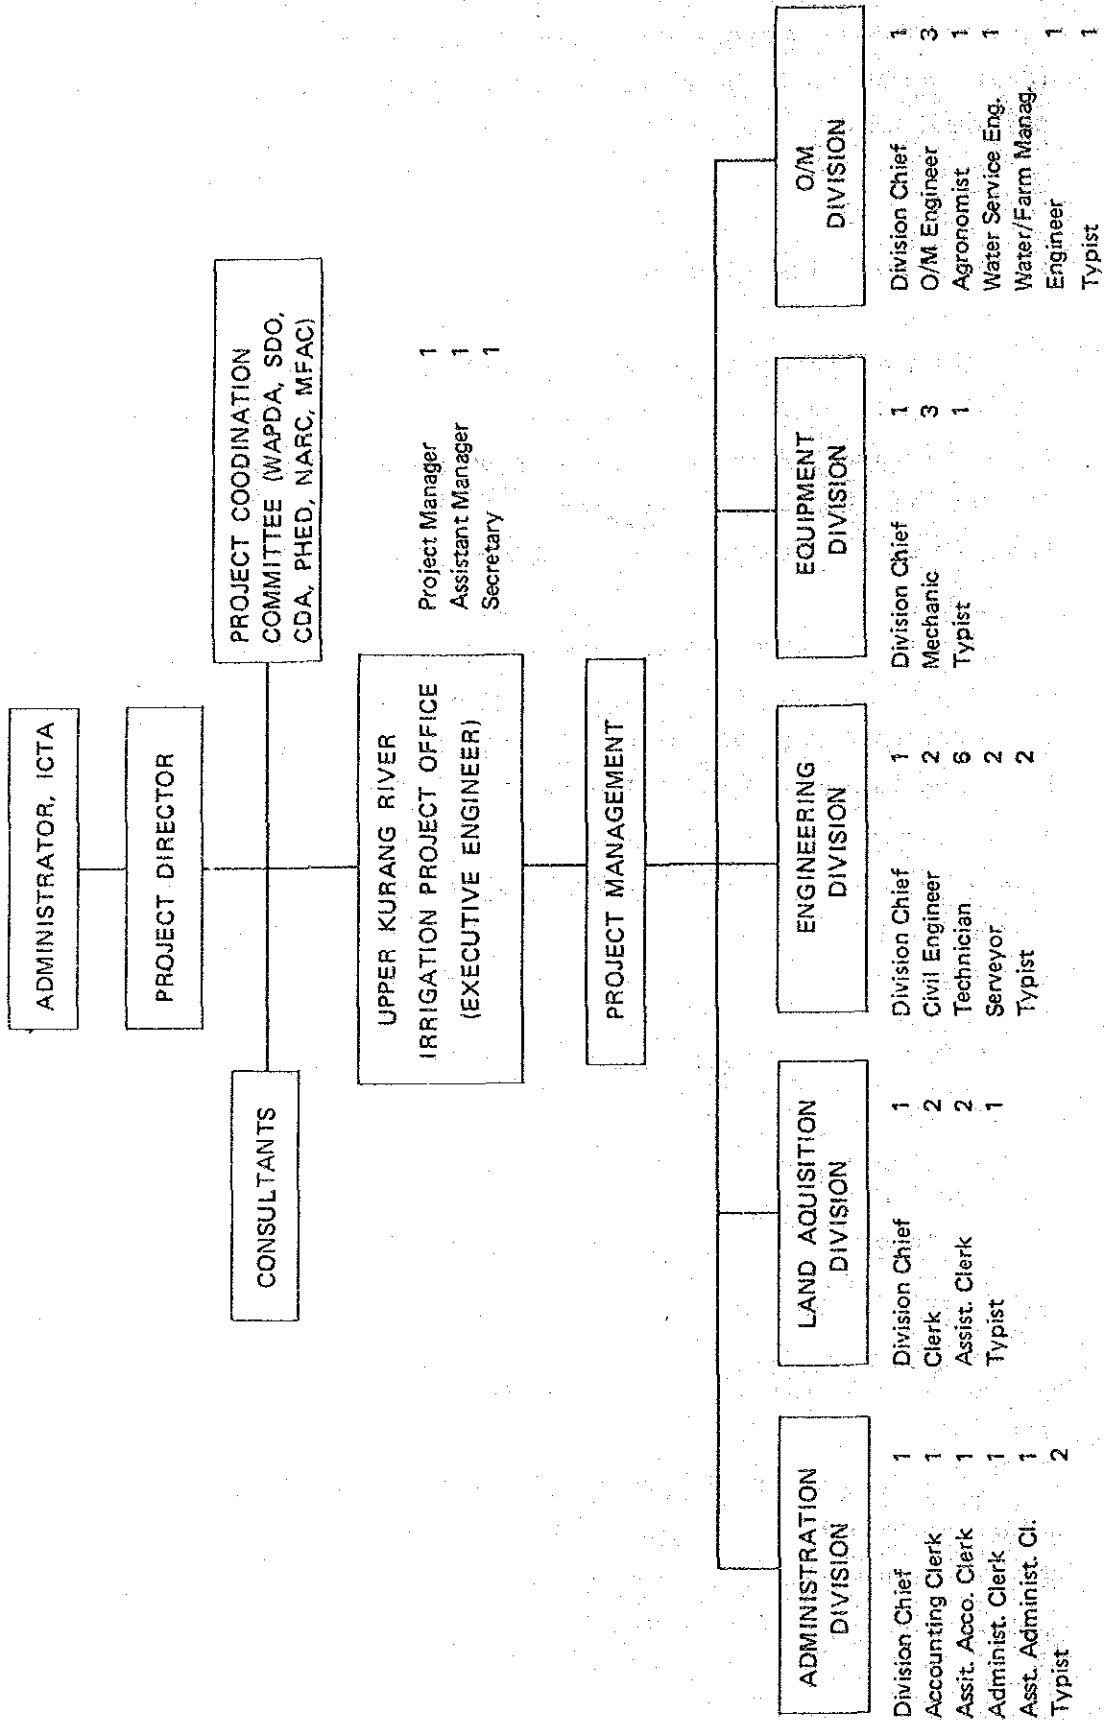 ADMINISTRATOR, ICTA
PROJECT DIRECTOR
CONSULTANTS
PROJECT COODINATION
COMMITTEE (WAPDA, SDO,
CDA, PHED, NARC, MFAC)
UPPER KURANG RIVER
IRRIGATION PROJECT OFFICE
(EXECUTIVE ENGINEER)
Project Manager 1
Assistant Manager 1
Secretary 1
PROJECT MANAGEMENT
ADMINISTRATION
DIVISION
Division Chief 1
Accounting Clerk 1
Assit. Acco. Clerk 1
Administ. Clerk 1
Asst. Administ. Cl. 1
Typist 2
LAND AQUISITION
DIVISION
Division Chief 1
Clerk 2
Assist. Clerk 2
Typist 1
ENGINEERING
DIVISION
Division Chief 1
Civil Engineer 2
Technician 6
Serveyor 2
Typist 2
EQUIPMENT
DIVISION
Division Chief 1
Mechanic 3
Typist 1
O/M
DIVISION
Division Chief 1
O/M Engineer 3
Agronomist 1
Water Service Eng. 1
Water/Farm Manag.
Engineer 1
Typist 1